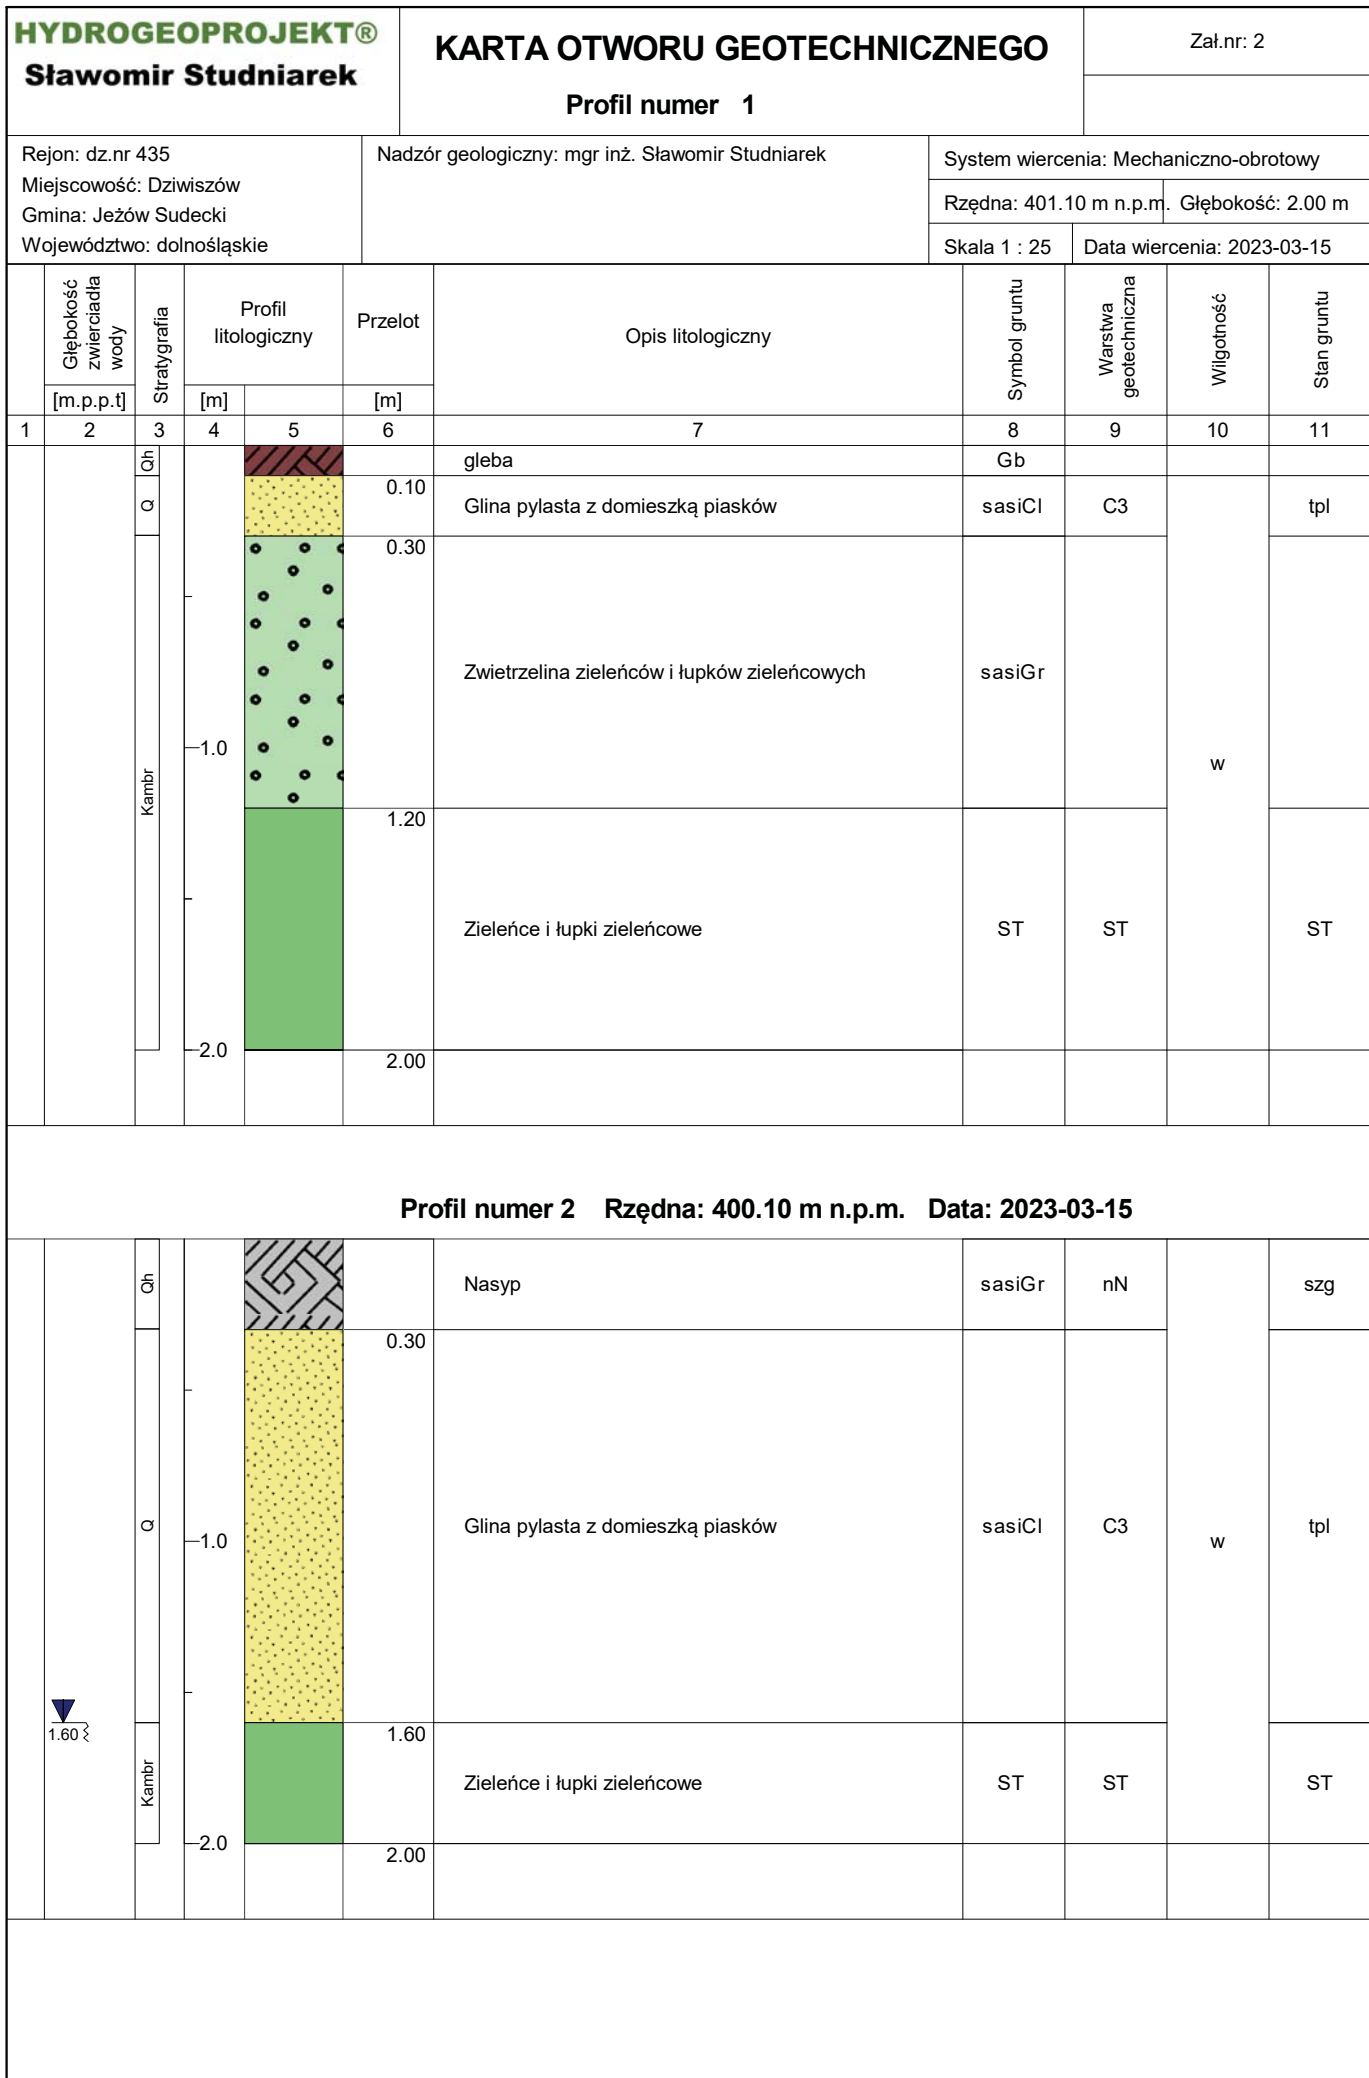 HYDROGEOPROJEKT®
Sławomir Studniarek
KARTA OTWORU GEOTECHNICZNEGO
Profil numer 1
Zał.nr: 2
Rejon: dz.nr 435
Miejscowość: Dziwiszów
Gmina: Jeżów Sudecki
Województwo: dolnośląskie
Nadzór geologiczny: mgr inż. Sławomir Studniarek
System wiercenia: Mechaniczno-obrotowy
Rzędna: 401.10 m n.p.m. Głębokość: 2.00 m
Skala 1 : 25 Data wiercenia: 2023-03-15
Głębokość
zwierciadła
wody
[m.p.p.t]
Stratygrafia
Profil
litologiczny
[m]
Przelot
[m]
Opis litologiczny
Symbol gruntu
Warstwa
geotechniczna
Wilgotność
Stan gruntu
1 2 3 4 5 6 7 8 9 10 11
Qh gleba Gb
0.10
Q Glina pylasta z domieszką piasków sasiCl C3 tpl
0.30
Zwietrzelina zieleńców i łupków zieleńcowych sasiGr
1.0
w
Kambr
1.20
Zieleńce i łupki zieleńcowe ST ST ST
2.0
2.00
Profil numer 2 Rzędna: 400.10 m n.p.m. Data: 2023-03-15
Qh Nasyp sasiGr nN szg
0.30
Q 1.0 Glina pylasta z domieszką piasków sasiCl C3 w tpl
1.60 1.60
Kambr Zieleńce i łupki zieleńcowe ST ST ST
2.0
2.00